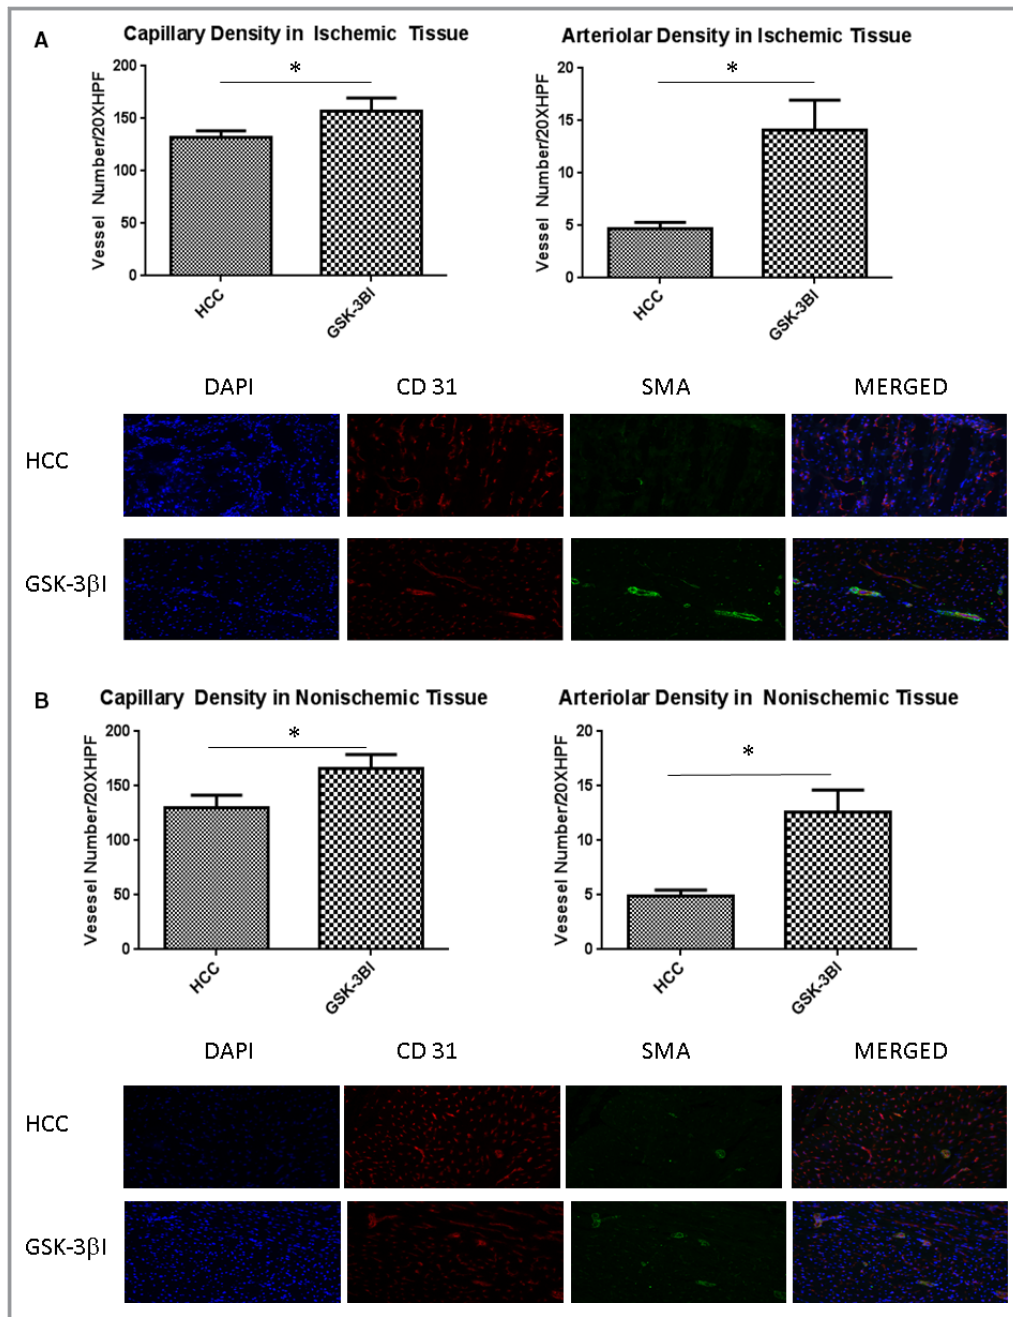 A
Capillary Density in Ischemic Tissue
Arteriolar Density in Ischemic Tissue
Vessel Number/20XHPF
200
150
100
50
0
*
HCC
GSK-3BI
Vessel Number/20XHPF
20
15
10
5
0
*
HCC
GSK-3BI
DAPI CD 31 SMA MERGED
HCC
GSK-3βI
B
Capillary Density in Nonischemic Tissue
Arteriolar Density in Nonischemic Tissue
Vesesel Number/20XHPF
200
150
100
50
0
*
HCC
GSK-3BI
Vesesel Number/20XHPF
20
15
10
5
0
*
HCC
GSK-3BI
DAPI CD 31 SMA MERGED
HCC
GSK-3βI